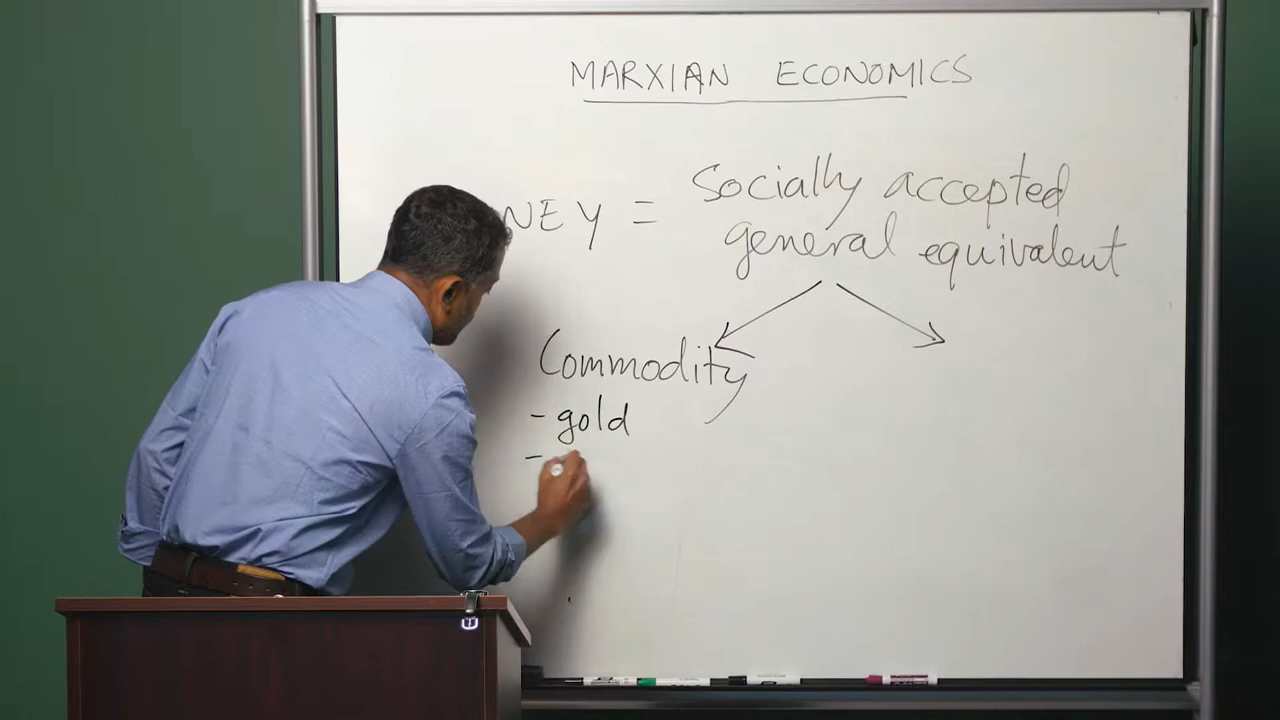 MARXIAN ECONOMICS
NEY = Socially accepted
general equivalent
Commodity
- gold
-